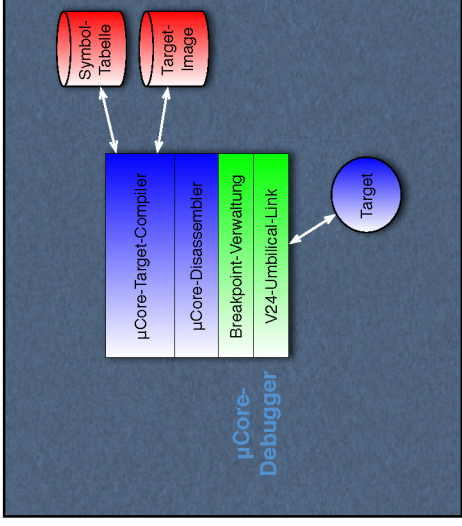 µCore-
Debugger
µCore-Target-Compiler
µCore-Disassembler
Breakpoint-Verwaltung
V24-Umbilical-Link
Symbol-
Tabelle
Target-
Image
Target